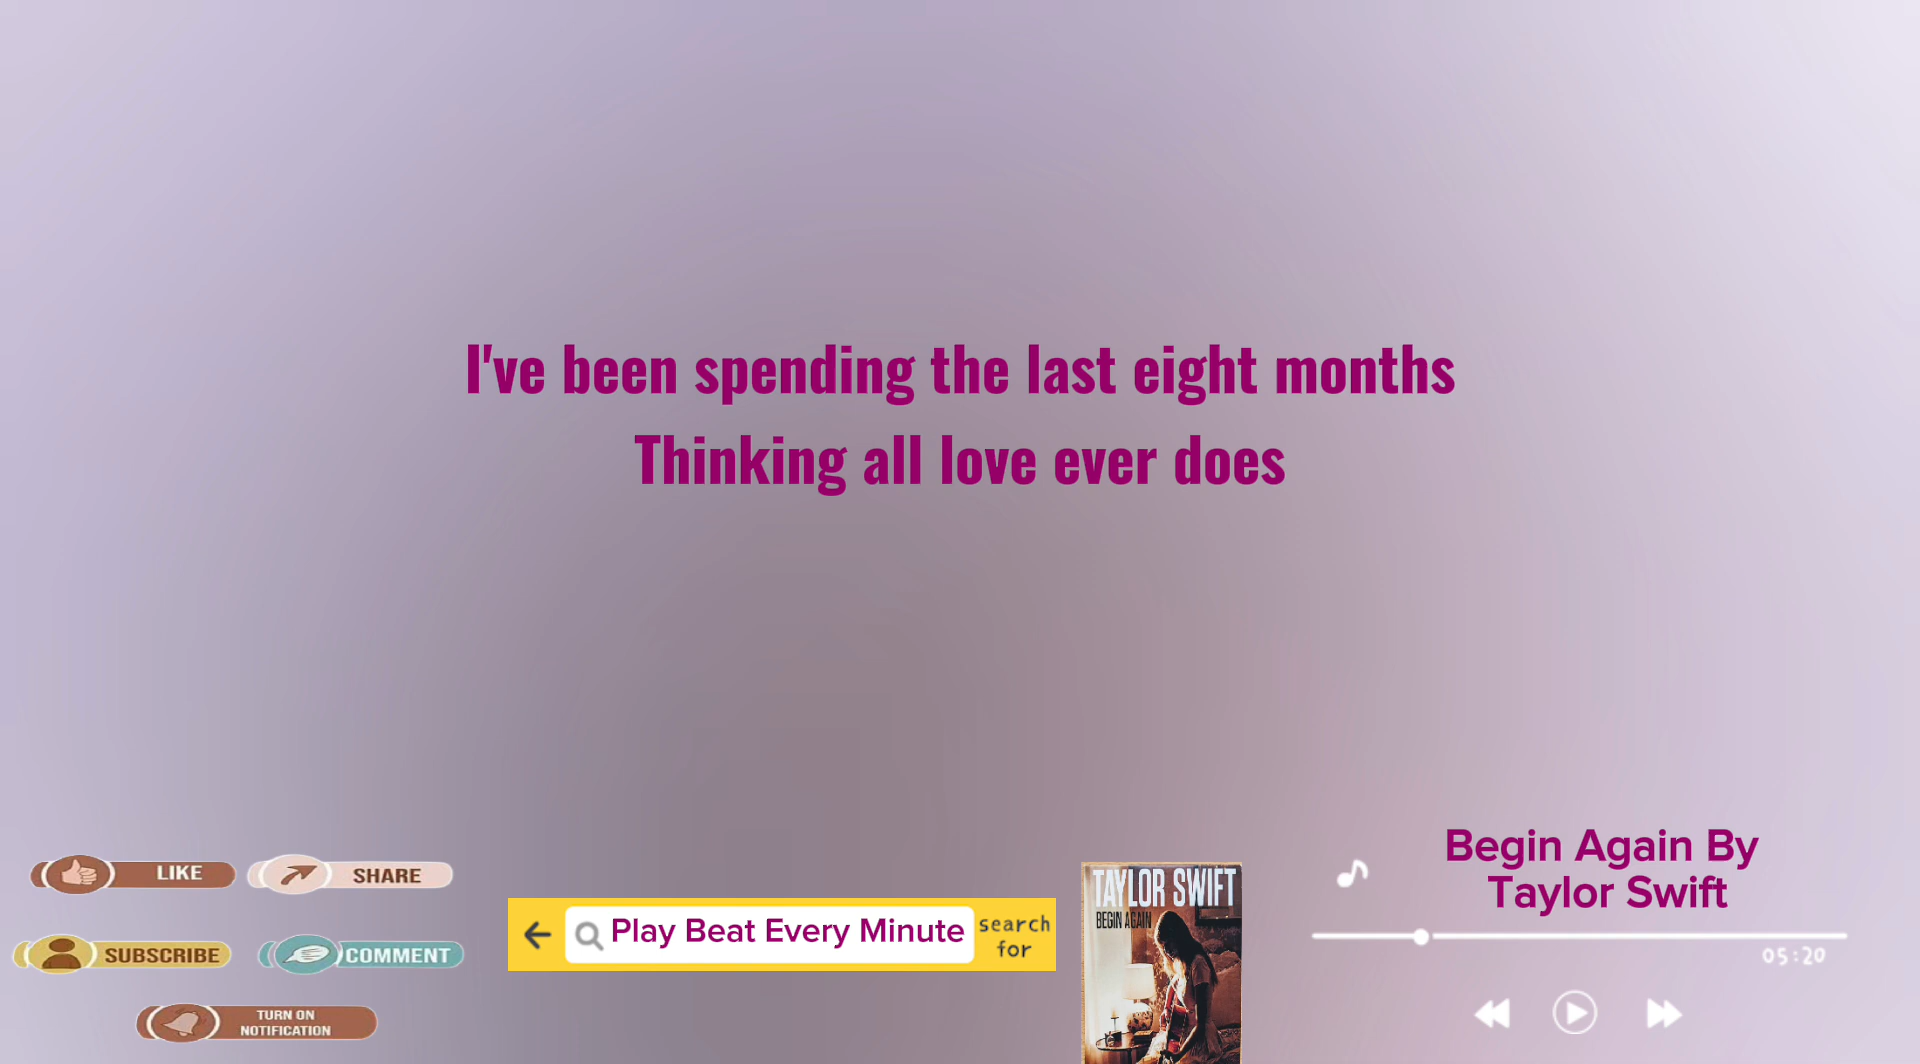 I've been spending the last eight months
Thinking all love ever does
Begin Again By
Taylor Swift
LIKE
SHARE
TAYLOR SWIFT
BEGIN AGAIN
Play Beat Every Minute
search
for
SUBSCRIBE
COMMENT
05:20
TURN ON
NOTIFICATION